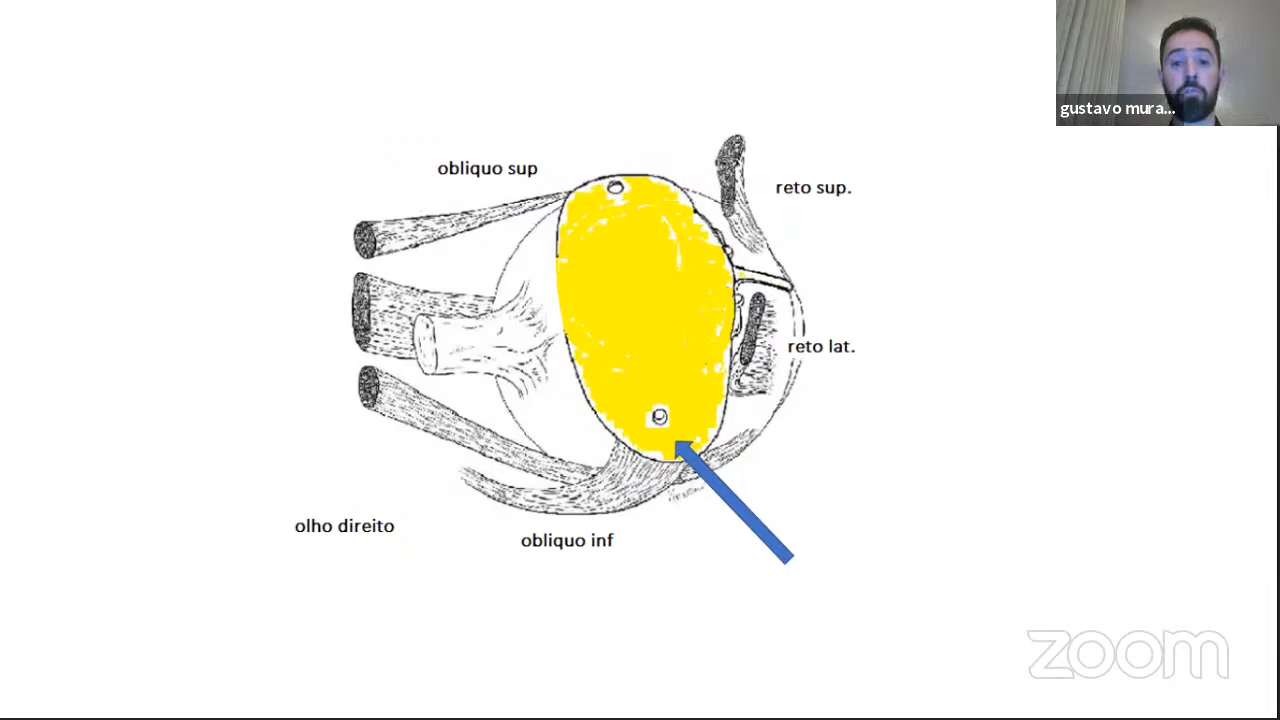 gustavo mura...
obliquo sup
reto sup.
reto lat.
olho direito
obliquo inf
zoom